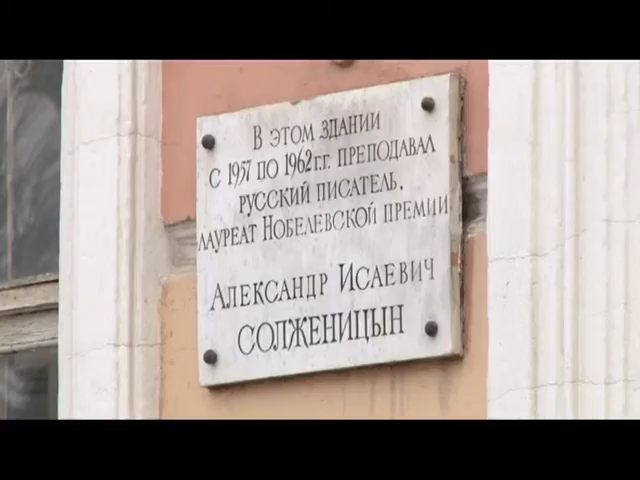 В этом здании
с 1957 по 1962 г.г. преподавал
русский писатель,
лауреат Нобелевской премии
Александр Исаевич
СОЛЖЕНИЦЫН